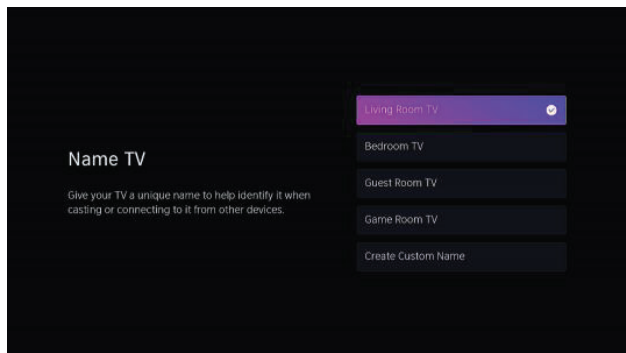 Name TV
Give your TV a unique name to help identify it when
casting or connecting to it from other devices.
Living Room TV
Bedroom TV
Guest Room TV
Game Room TV
Create Custom Name